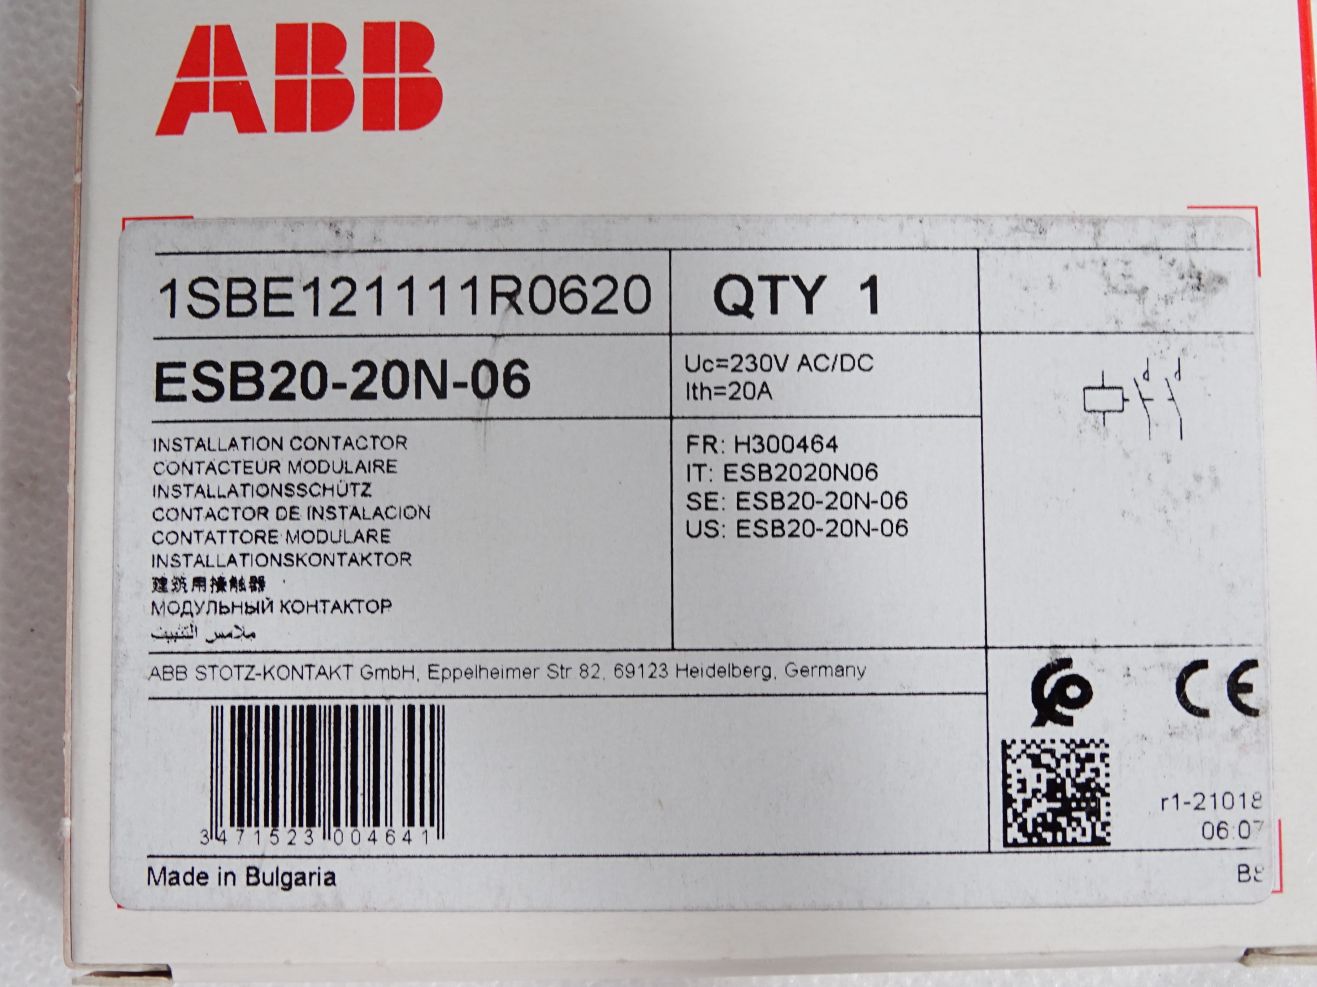 ABB
1SBE121111R0620
QTY 1
ESB20-20N-06
Uc=230V AC/DC
Ith=20A
INSTALLATION CONTACTOR
CONTACTEUR MODULAIRE
INSTALLATIONSSCHÜTZ
CONTACTOR DE INSTALACION
CONTATTORE MODULARE
INSTALLATIONSKONTAKTOR
建筑用接触器
МОДУЛЬНЫЙ КОНТАКТОР
ملامس التثبيت
FR: H300464
IT: ESB2020N06
SE: ESB20-20N-06
US: ESB20-20N-06
ABB STOTZ-KONTAKT GmbH, Eppelheimer Str 82, 69123 Heidelberg, Germany
CE
3 471523 004641
r1-21018
06:07
Made in Bulgaria